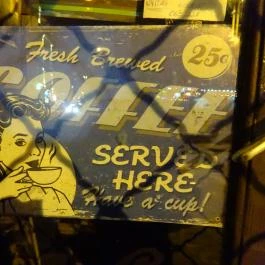 Fresh Brewed
25¢
COFFEE
SERVED
HERE
Have a cup!